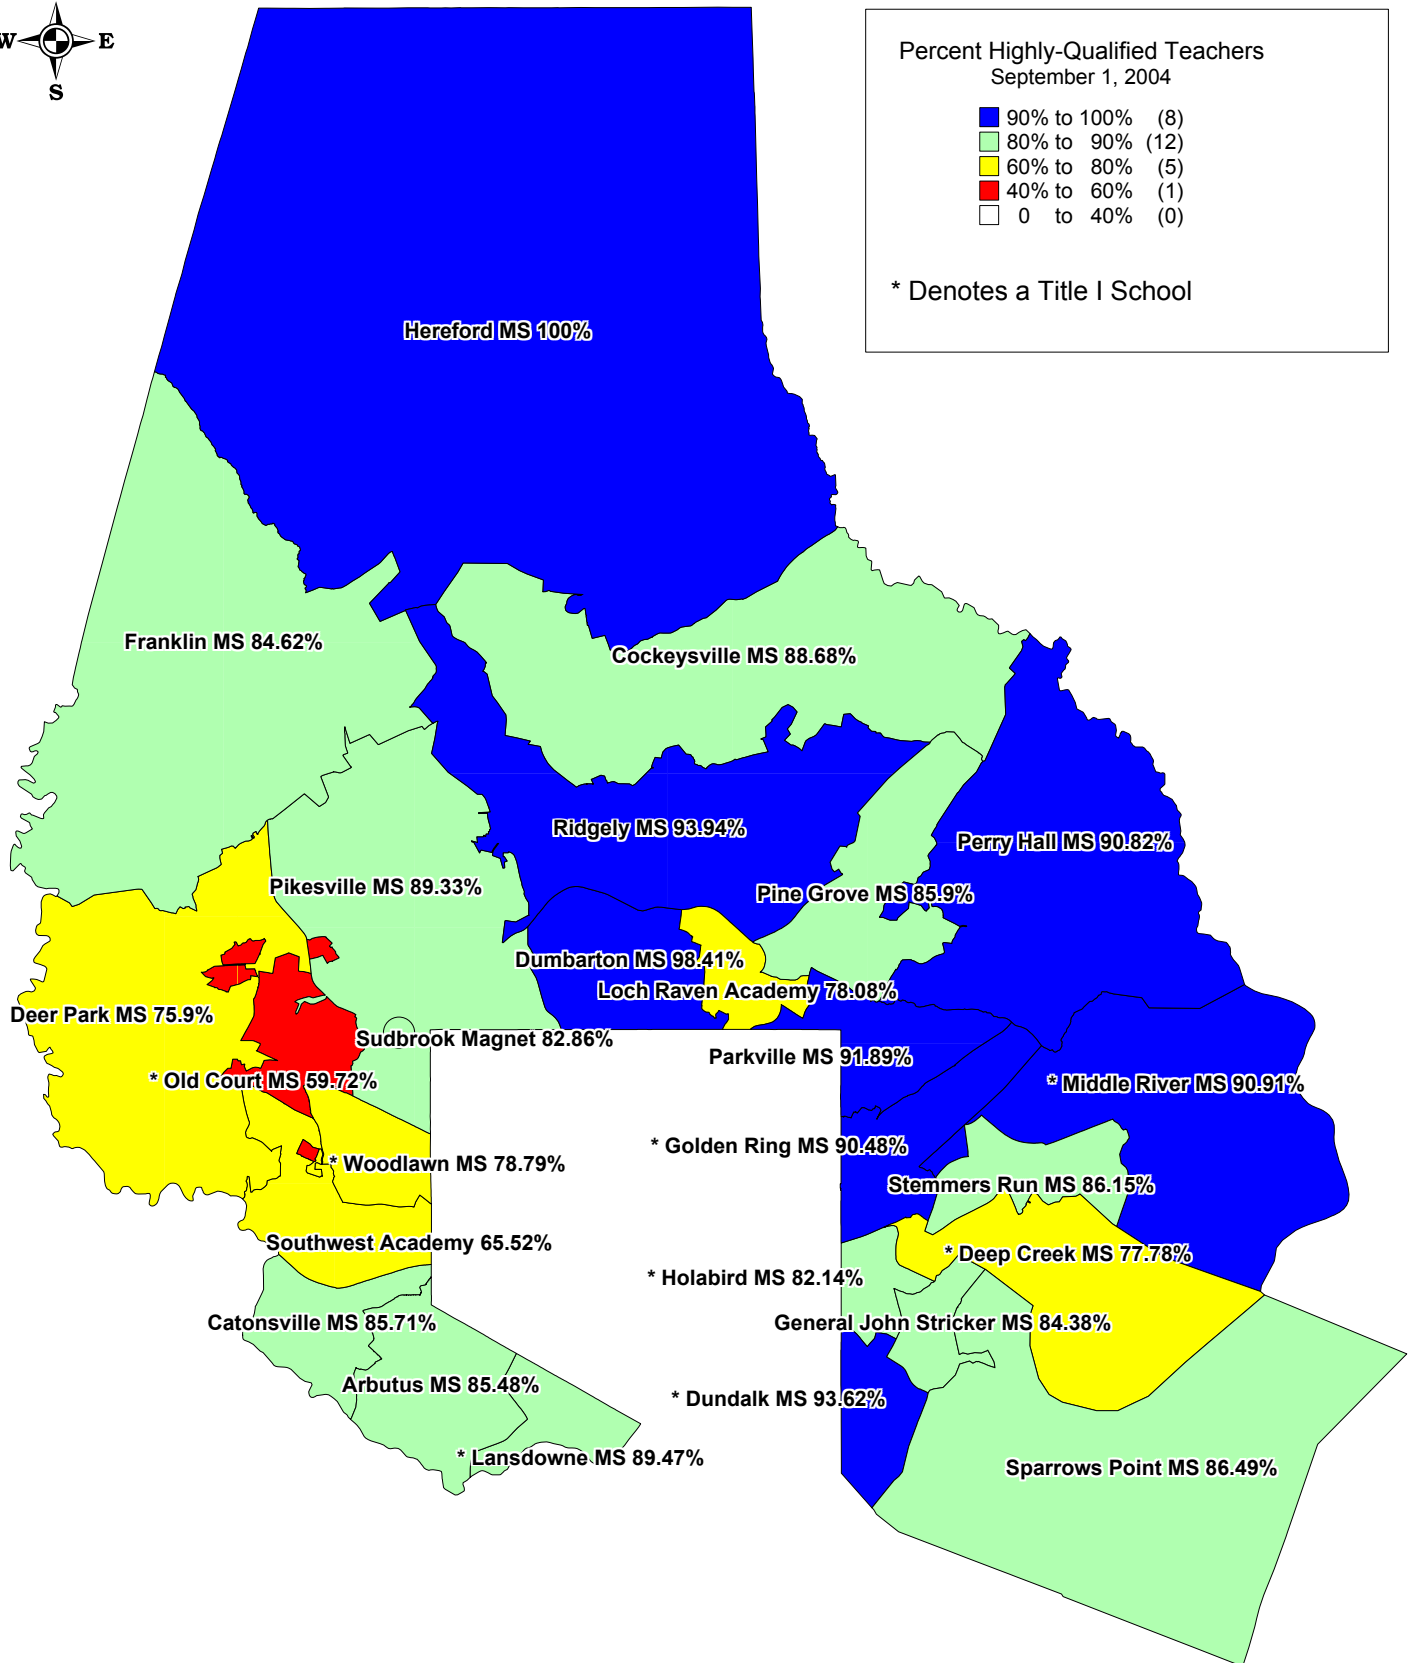 W E
S
Percent Highly-Qualified Teachers
September 1, 2004
90% to 100% (8)
80% to 90% (12)
60% to 80% (5)
40% to 60% (1)
0 to 40% (0)
* Denotes a Title I School
Hereford MS 100%
Franklin MS 84.62%
Cockeysville MS 88.68%
Ridgely MS 93.94%
Perry Hall MS 90.82%
Pikesville MS 89.33%
Pine Grove MS 85.9%
Dumbarton MS 98.41%
Loch Raven Academy 78.08%
Deer Park MS 75.9%
Sudbrook Magnet 82.86%
Parkville MS 91.89%
* Old Court MS 59.72%
* Middle River MS 90.91%
* Golden Ring MS 90.48%
* Woodlawn MS 78.79%
Stemmers Run MS 86.15%
Southwest Academy 65.52%
* Deep Creek MS 77.78%
* Holabird MS 82.14%
Catonsville MS 85.71%
General John Stricker MS 84.38%
Arbutus MS 85.48%
* Dundalk MS 93.62%
* Lansdowne MS 89.47%
Sparrows Point MS 86.49%